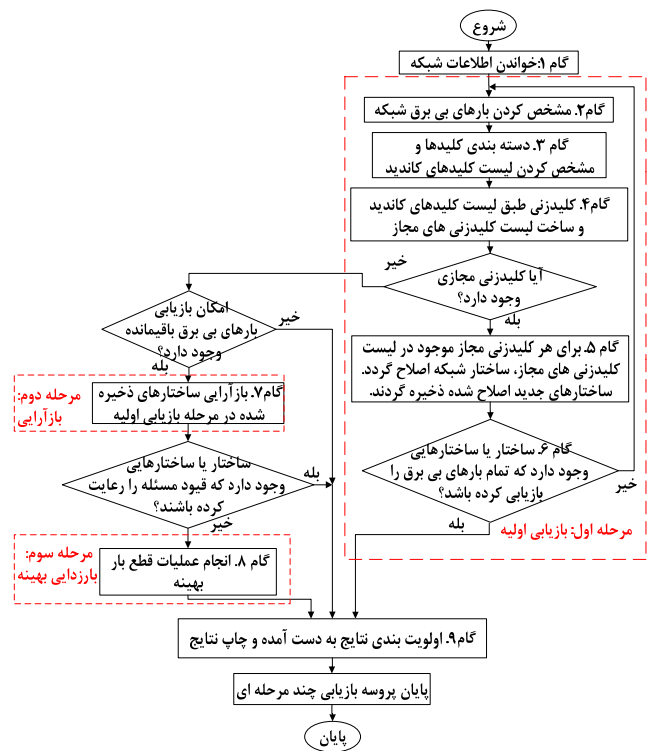 شروع
گام ۱:خواندن اطلاعات شبکه
گام۲. مشخص کردن بارهای بی برق شبکه
گام ۳. دسته بندی کلیدها و
مشخص کردن لیست کلیدهای کاندید
گام۴. کلیدزنی طبق لیست کلیدهای کاندید
و ساخت لیست کلیدزنی های مجاز
آیا کلیدزنی مجازی
وجود دارد؟
خیر
بله
گام ۵. برای هر کلیدزنی مجاز موجود در لیست
کلیدزنی های مجاز، ساختار شبکه اصلاح گردد.
ساختارهای جدید اصلاح شده ذخیره گردند.
گام ۶. ساختار یا ساختارهایی
وجود دارد که تمام بارهای بی برق را
بازیابی کرده باشد؟
خیر
بله
مرحله اول: بازیابی اولیه
امکان بازیابی
بارهای بی برق باقیمانده
وجود دارد؟
خیر
بله
مرحله دوم:
بازآرایی
گام۷. بازآرایی ساختارهای ذخیره
شده در مرحله بازیابی اولیه
ساختار یا ساختارهایی
وجود دارد که قیود مسئله را رعایت
کرده باشند؟
بله
خیر
مرحله سوم:
بارزدایی بهینه
گام ۸. انجام عملیات قطع بار
بهینه
گام۹. اولویت بندی نتایج به دست آمده و چاپ نتایج
پایان پروسه بازیابی چند مرحله ای
پایان